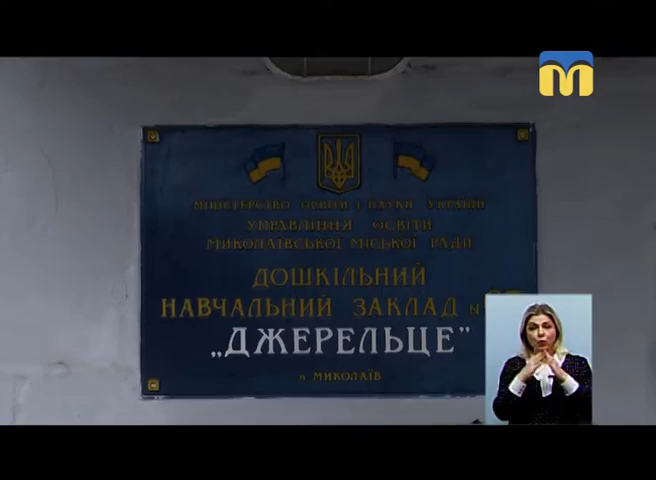 МІНІСТЕРСТВО ОСВІТИ І НАУКИ УКРАЇНИ
УПРАВЛІННЯ ОСВІТИ
МИКОЛАЇВСЬКОЇ МІСЬКОЇ РАДИ
ДОШКІЛЬНИЙ
НАВЧАЛЬНИЙ ЗАКЛАД
„ДЖЕРЕЛЬЦЕ”
м МИКОЛАЇВ